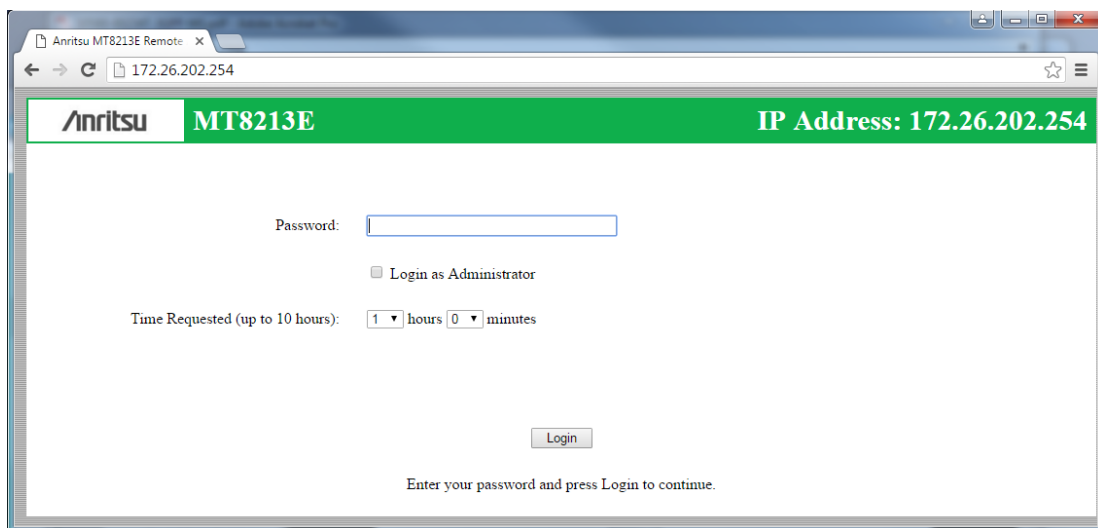 Anritsu MT8213E Remote
172.26.202.254
Anritsu MT8213E IP Address: 172.26.202.254
Password:
Login as Administrator
Time Requested (up to 10 hours): 1 hours 0 minutes
Login
Enter your password and press Login to continue.